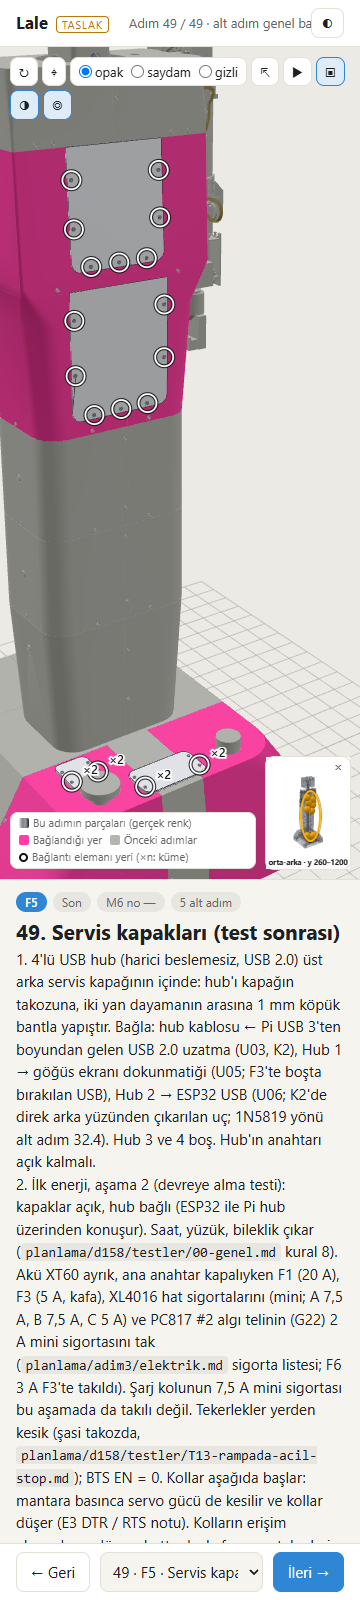 Lale TASLAK Adım 49 / 49 · alt adım genel ba
opak saydam gizli
×2
×2
×2
×2
Bu adımın parçaları (gerçek renk)
Bağlandığı yer Önceki adımlar
Bağlantı elemanı yeri (×n: küme)
orta-arka · y 260–1200
F5 Son M6 no — 5 alt adım
49. Servis kapakları (test sonrası)
1. 4'lü USB hub (harici beslemesiz, USB 2.0) üst
arka servis kapağının içinde: hub'ı kapağın
takozuna, iki yan dayamanın arasına 1 mm köpük
bantla yapıştır. Bağla: hub kablosu ← Pi USB 3'ten
boyundan gelen USB 2.0 uzatma (U03, K2), Hub 1
→ göğüs ekranı dokunmatiği (U05; F3'te boşta
bırakılan USB), Hub 2 → ESP32 USB (U06; K2'de
direk arka yüzünden çıkarılan uç; 1N5819 yönü
alt adım 32.4). Hub 3 ve 4 boş. Hub'ın anahtarı
açık kalmalı.
2. İlk enerji, aşama 2 (devreye alma testi):
kapaklar açık, hub bağlı (ESP32 ile Pi hub
üzerinden konuşur). Saat, yüzük, bileklik çıkar
(planlama/d158/testler/00-genel.md kural 8).
Akü XT60 ayrık, ana anahtar kapalıyken F1 (20 A),
F3 (5 A, kafa), XL4016 hat sigortalarını (mini; A 7,5
A, B 7,5 A, C 5 A) ve PC817 #2 algı telinin (G22) 2
A mini sigortasını tak
(planlama/adim3/elektrik.md sigorta listesi; F6
3 A F3'te takıldı). Şarj kolunun 7,5 A mini sigortası
bu aşamada da takılı değil. Tekerlekler yerden
kesik (şasi takozda,
planlama/d158/testler/T13-rampada-acil-
stop.md); BTS EN = 0. Kollar aşağıda başlar:
mantara basınca servo gücü de kesilir ve kollar
düşer (E3 DTR / RTS notu). Kolların erişim
← Geri 49 · F5 · Servis kapa İleri →